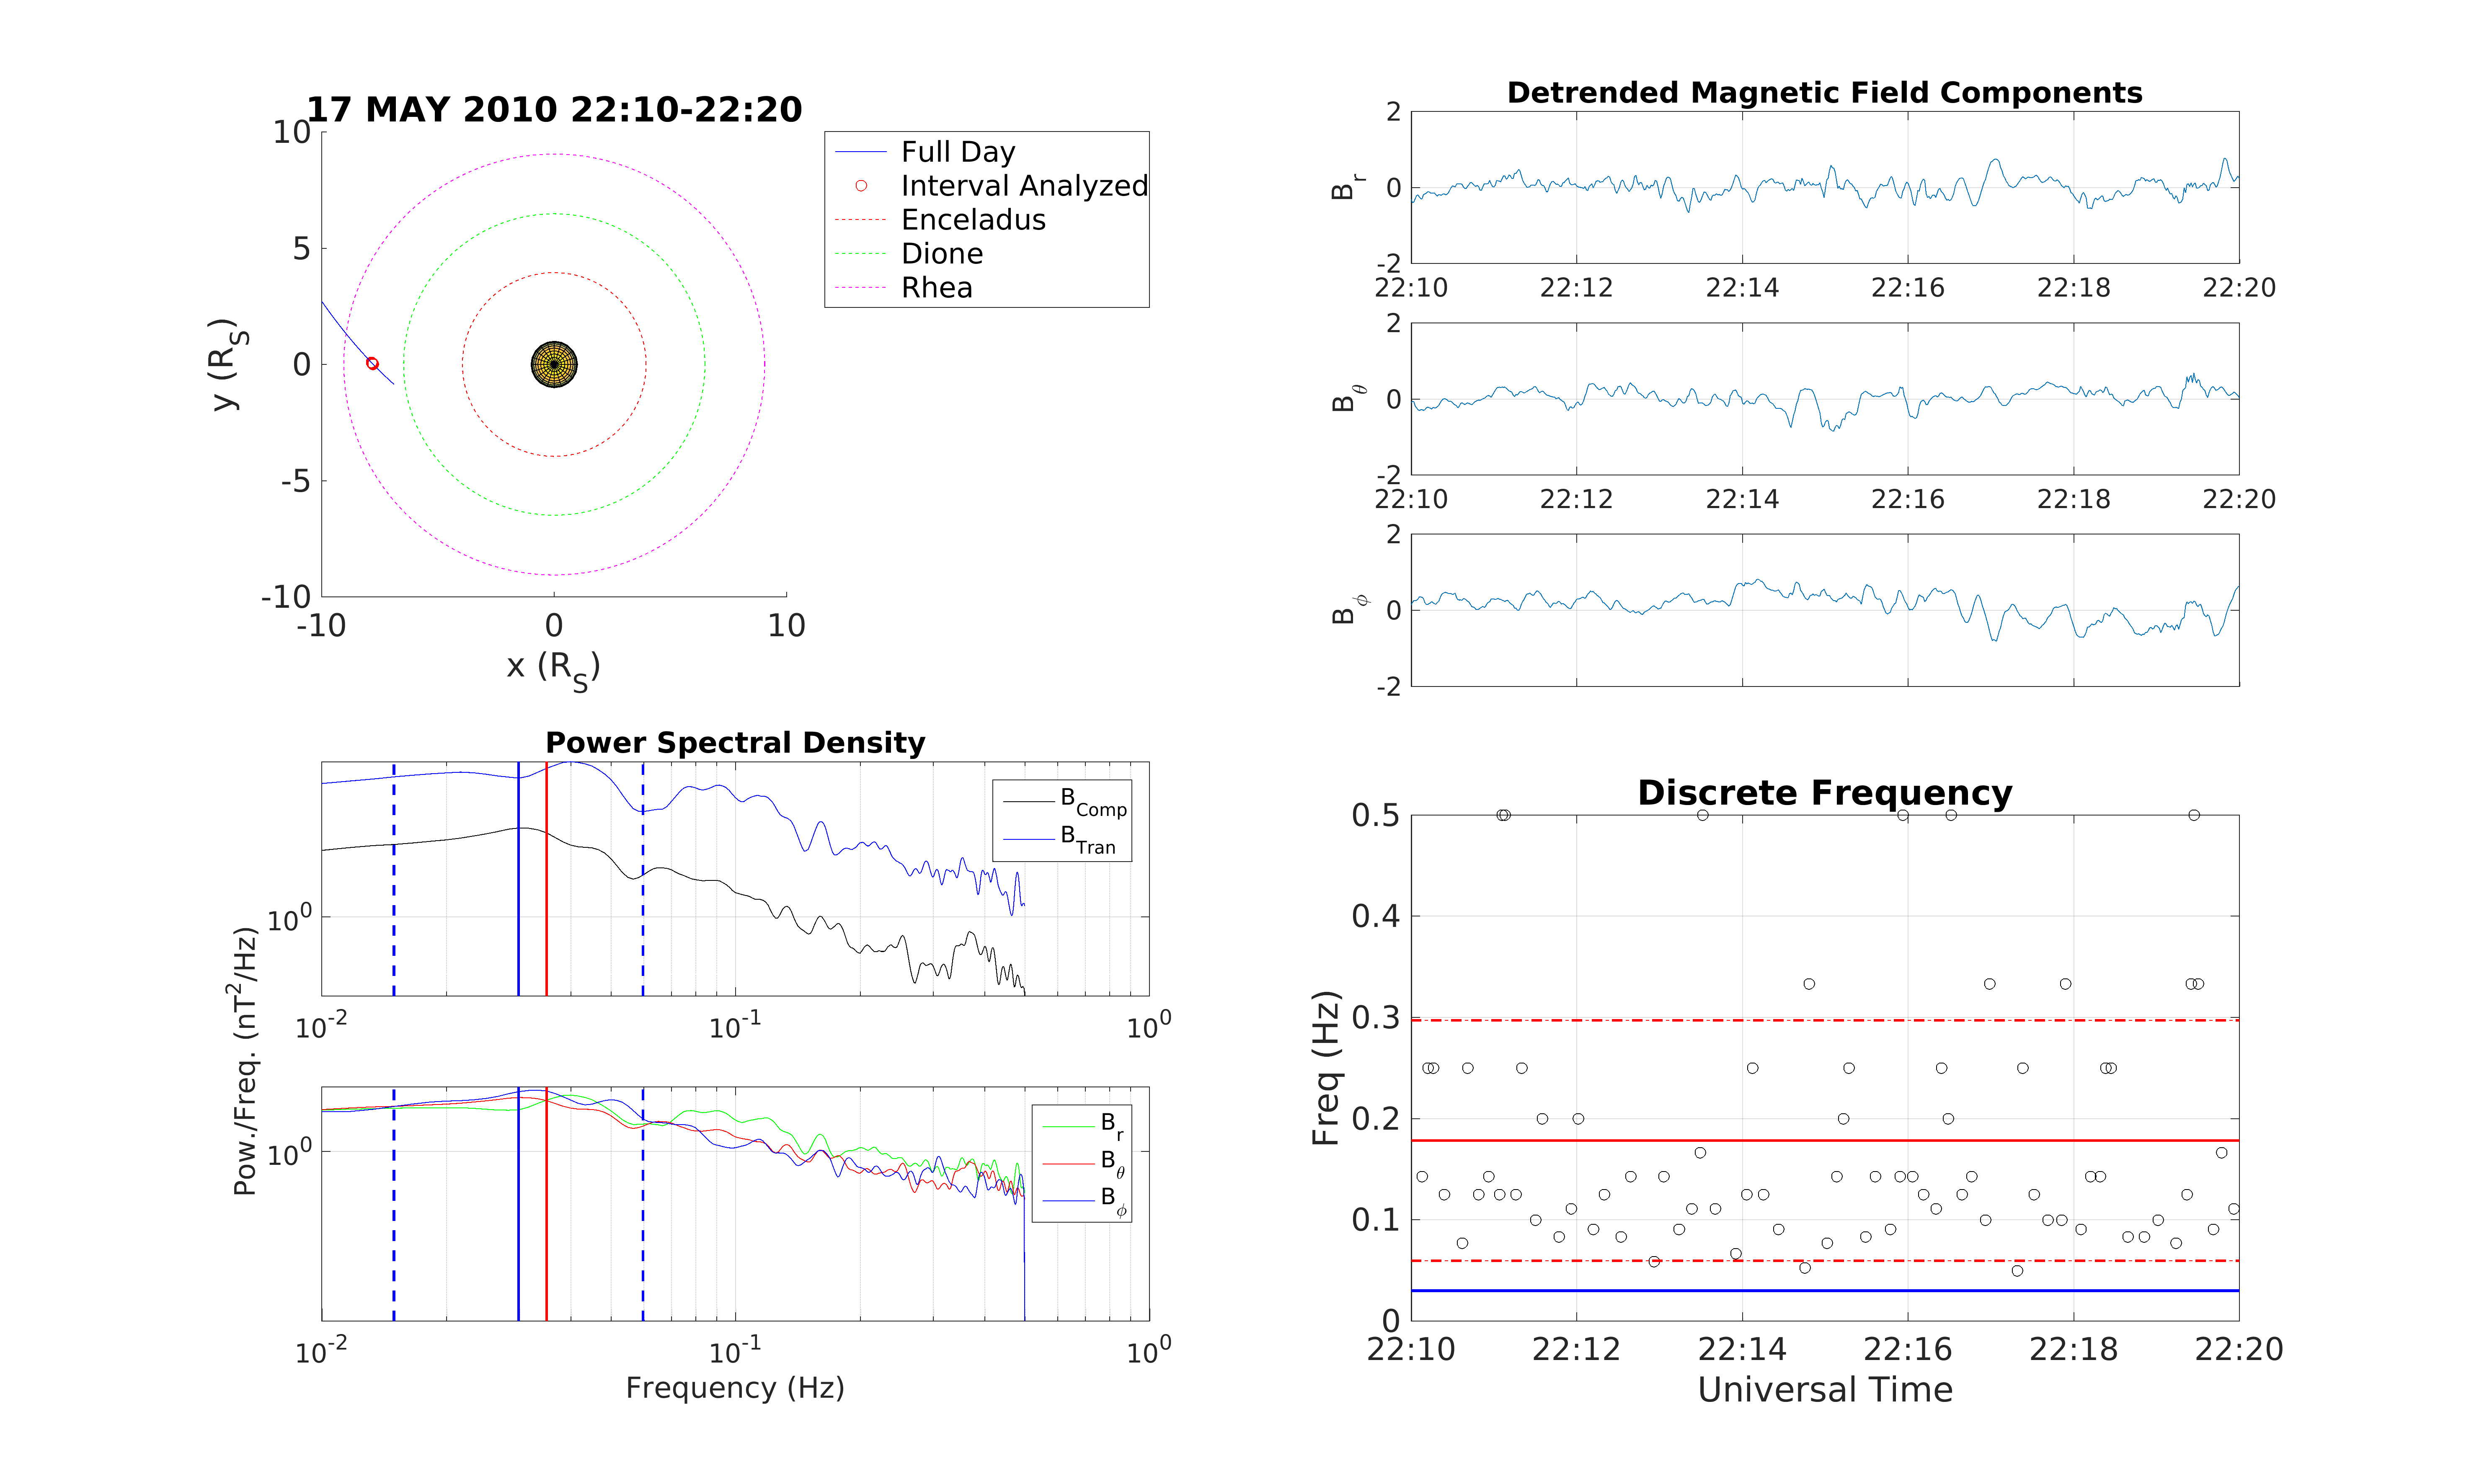 17 MAY 2010 22:10-22:20
10
5
0
-5
-10
-10 0 10
y (R_S)
x (R_S)
Full Day
Interval Analyzed
Enceladus
Dione
Rhea
Detrended Magnetic Field Components
2
0
-2
B_r
22:10 22:12 22:14 22:16 22:18 22:20
2
0
-2
B_θ
22:10 22:12 22:14 22:16 22:18 22:20
2
0
-2
B_ϕ
Power Spectral Density
10^0
B_Comp
B_Tran
10^-2 10^-1 10^0
Pow./Freq. (nT^2/Hz)
10^0
B_r
B_θ
B_ϕ
10^-2 10^-1 10^0
Frequency (Hz)
Discrete Frequency
0.5
0.4
0.3
0.2
0.1
0
Freq (Hz)
22:10 22:12 22:14 22:16 22:18 22:20
Universal Time